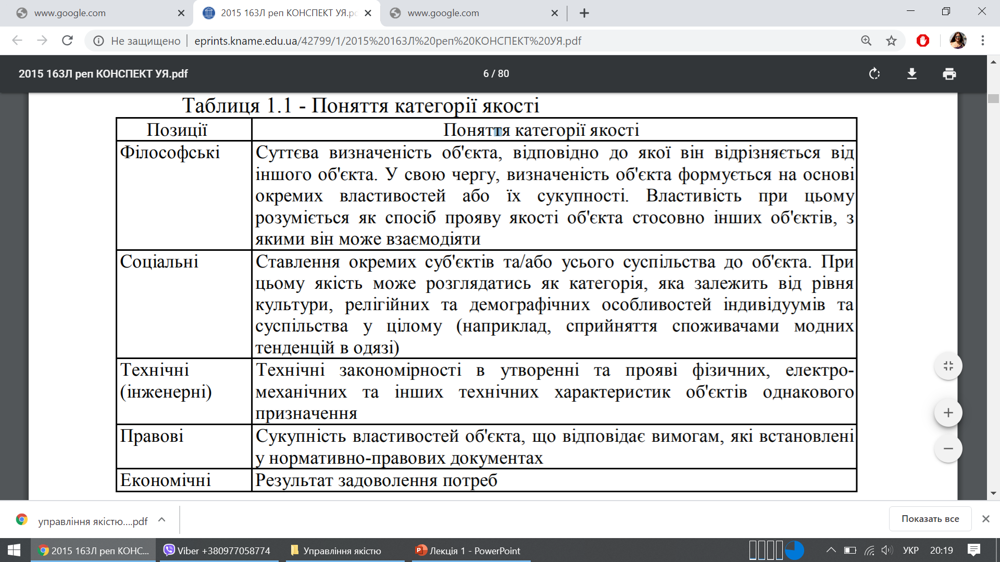 www.google.com
2015 163Л реп КОНСПЕКТ УЯ.pd
www.google.com
Не защищено
eprints.kname.edu.ua/42799/1/2015%20163Л%20реп%20КОНСПЕКТ%20УЯ.pdf
2015 163Л реп КОНСПЕКТ УЯ.pdf
6 / 80
Таблиця 1.1 - Поняття категорії якості
Позиції
Поняття категорії якості
Філософські
Суттєва визначеність об'єкта, відповідно до якої він відрізняється від
іншого об'єкта. У свою чергу, визначеність об'єкта формується на основі
окремих властивостей або їх сукупності. Властивість при цьому
розуміється як спосіб прояву якості об'єкта стосовно інших об'єктів, з
якими він може взаємодіяти
Соціальні
Ставлення окремих суб'єктів та/або усього суспільства до об'єкта. При
цьому якість може розглядатись як категорія, яка залежить від рівня
культури, релігійних та демографічних особливостей індивідуумів та
суспільства у цілому (наприклад, сприйняття споживачами модних
тенденцій в одязі)
Технічні
(інженерні)
Технічні закономірності в утворенні та прояві фізичних, електро-
механічних та інших технічних характеристик об'єктів однакового
призначення
Правові
Сукупність властивостей об'єкта, що відповідає вимогам, які встановлені
у нормативно-правових документах
Економічні
Результат задоволення потреб
управління якістю....pdf
Показать все
2015 163Л реп КОНС...
Viber +380977058774
Управління якістю
Лекція 1 - PowerPoint
УКР
20:19